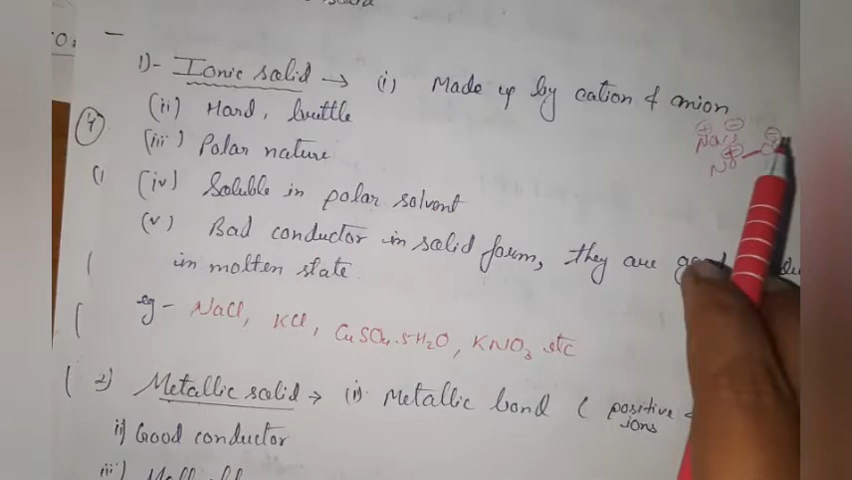 1)- Ionic solid → (i) Made up by cation & anion
(ii) Hard, brittle
(4)
(iii) Polar nature
(iv) Soluble in polar solvent
(v) Bad conductor in solid form, they are
in molten state
eg - NaCl, KCl, CuSO4.5H2O, KNO3 etc
2) Metallic solid → (i) Metallic bond ( positive
ions
ii) Good conductor
iii)